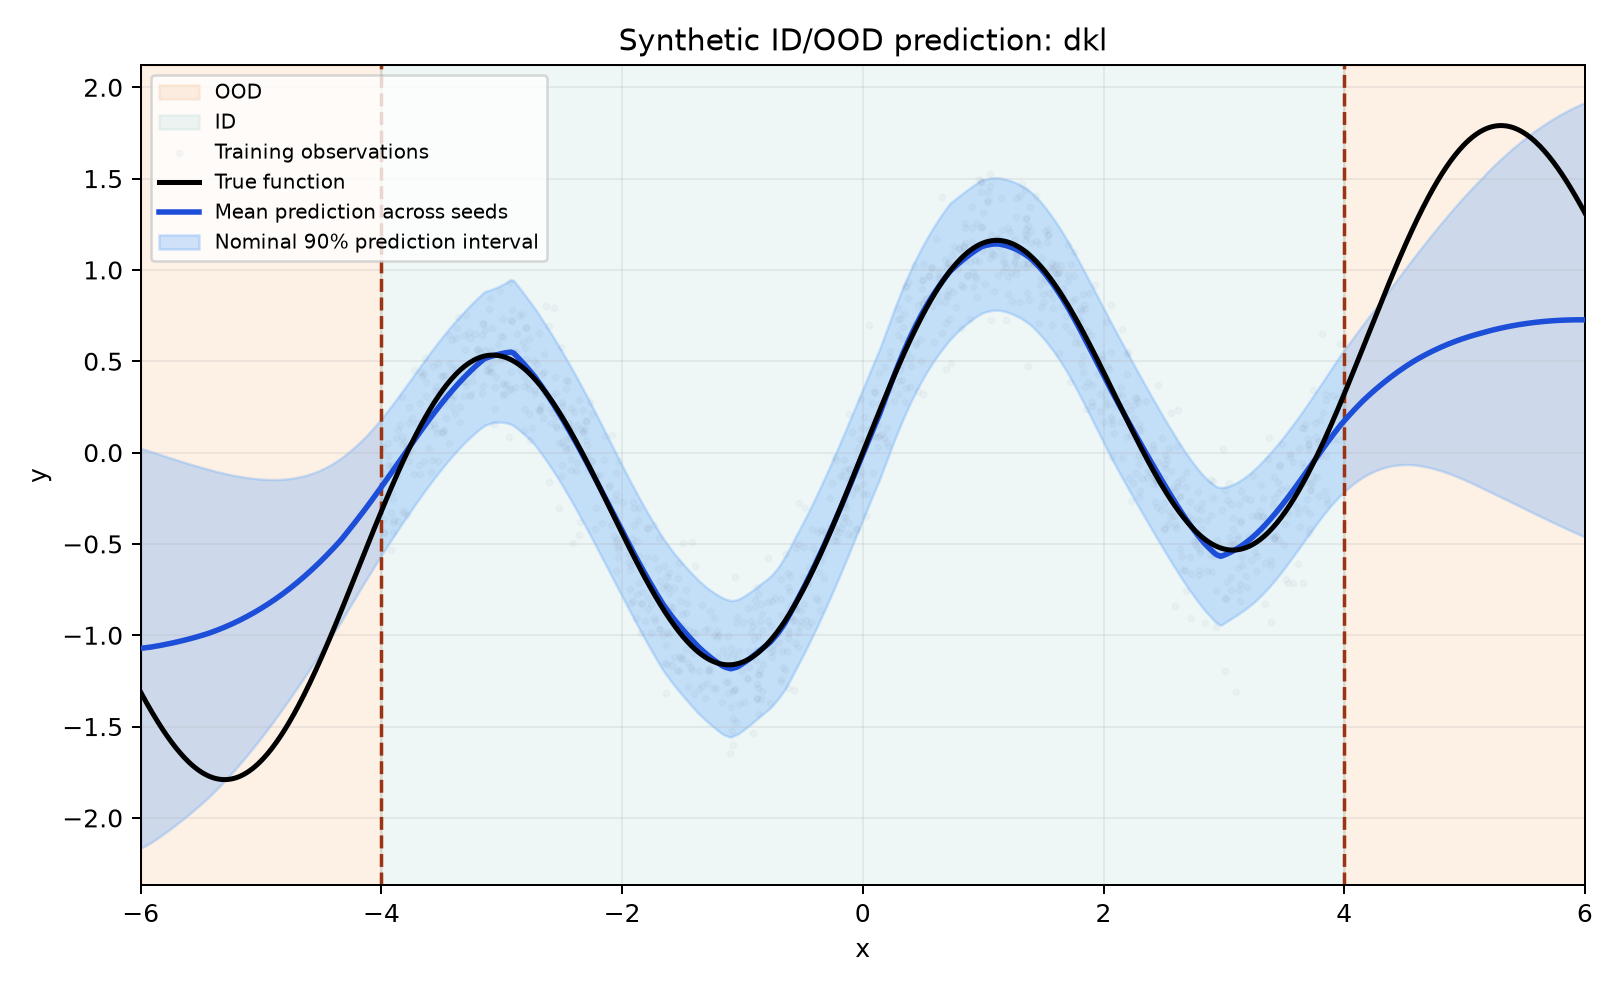 Synthetic ID/OOD prediction: dkl
OOD
ID
Training observations
True function
Mean prediction across seeds
Nominal 90% prediction interval
y
2.0
1.5
1.0
0.5
0.0
−0.5
−1.0
−1.5
−2.0
−6 −4 −2 0 2 4 6
x